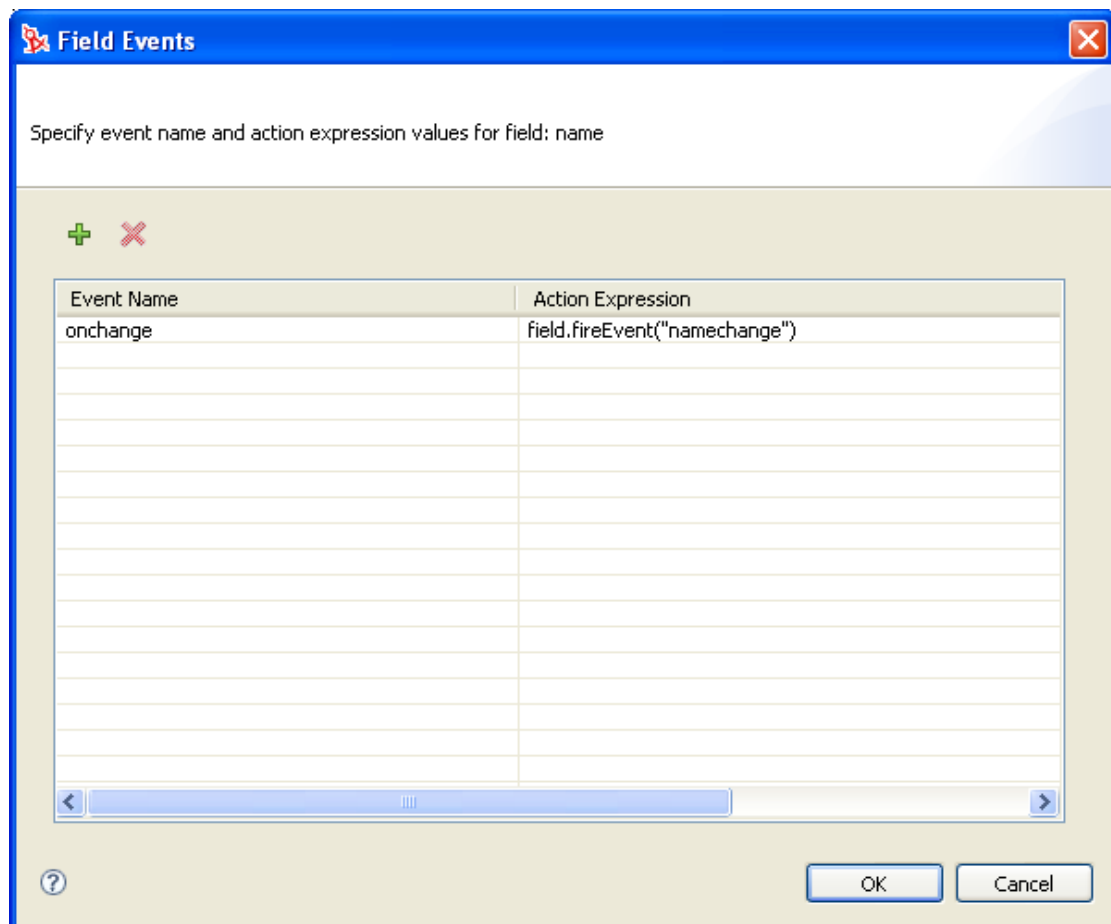 Field Events
Specify event name and action expression values for field: name
Event Name Action Expression
onchange field.fireEvent("namechange")
OK Cancel